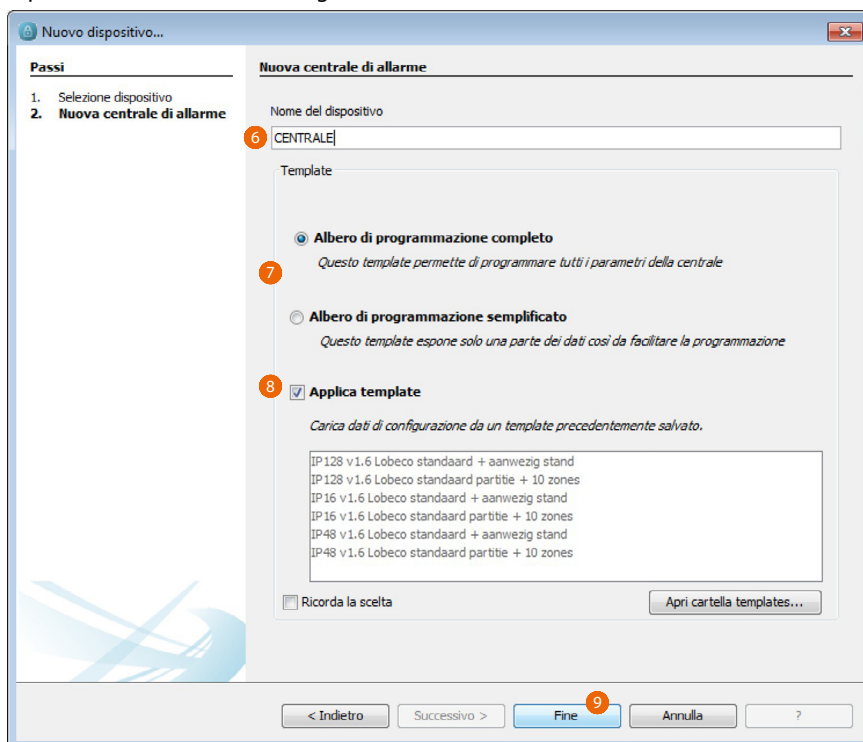 Nuovo dispositivo...
Passi
1. Selezione dispositivo
2. Nuova centrale di allarme
Nuova centrale di allarme
Nome del dispositivo
6
CENTRALE
Template
Albero di programmazione completo
Questo template permette di programmare tutti i parametri della centrale
7
Albero di programmazione semplificato
Questo template espone solo una parte dei dati così da facilitare la programmazione
8
Applica template
Carica dati di configurazione da un template precedentemente salvato.
IP128 v1.6 Lobeco standaard + aanwezig stand
IP128 v1.6 Lobeco standaard partitie + 10 zones
IP16 v1.6 Lobeco standaard + aanwezig stand
IP16 v1.6 Lobeco standaard partitie + 10 zones
IP48 v1.6 Lobeco standaard + aanwezig stand
IP48 v1.6 Lobeco standaard partitie + 10 zones
Ricorda la scelta
Apri cartella templates...
9
< Indietro
Successivo >
Fine
Annulla
?